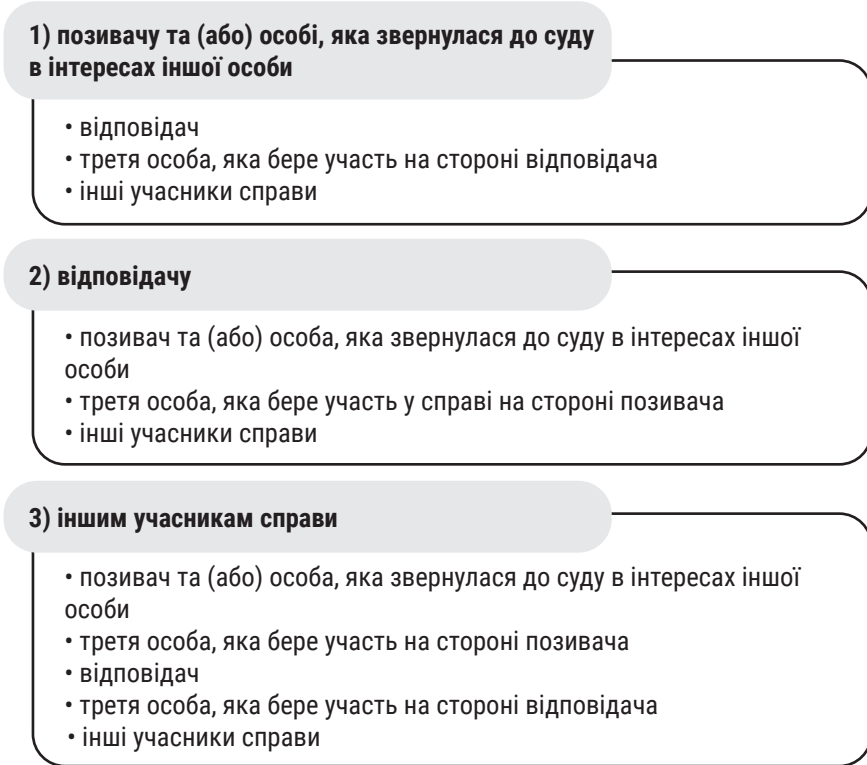 1) позивачу та (або) особі, яка звернулася до суду
в інтересах іншої особи
• відповідач
• третя особа, яка бере участь на стороні відповідача
• інші учасники справи
2) відповідачу
• позивач та (або) особа, яка звернулася до суду в інтересах іншої
особи
• третя особа, яка бере участь у справі на стороні позивача
• інші учасники справи
3) іншим учасникам справи
• позивач та (або) особа, яка звернулася до суду в інтересах іншої
особи
• третя особа, яка бере участь на стороні позивача
• відповідач
• третя особа, яка бере участь на стороні відповідача
• інші учасники справи